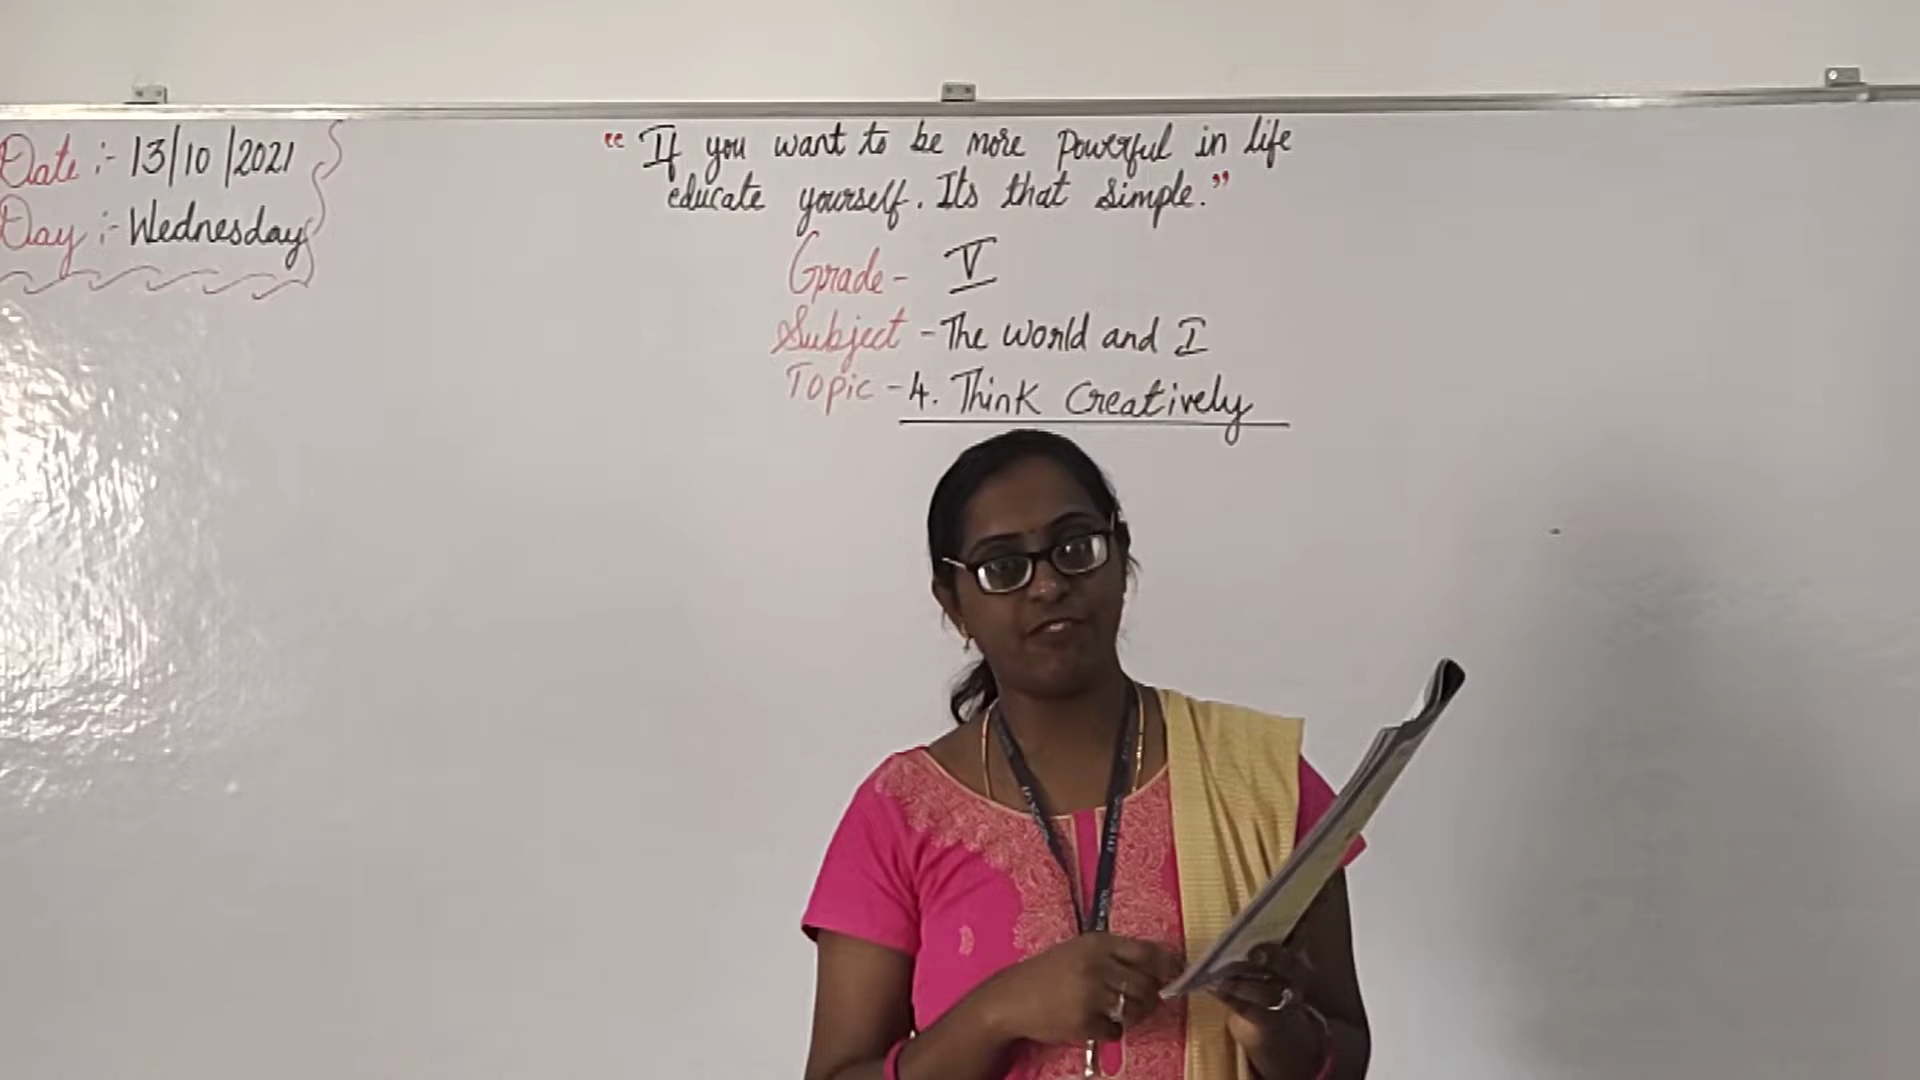 Date :- 13/10/2021
Day :- Wednesday
"If you want to be more powerful in life
educate yourself. Its that simple."
Grade - V
Subject - The World and I
Topic - 4. Think Creatively